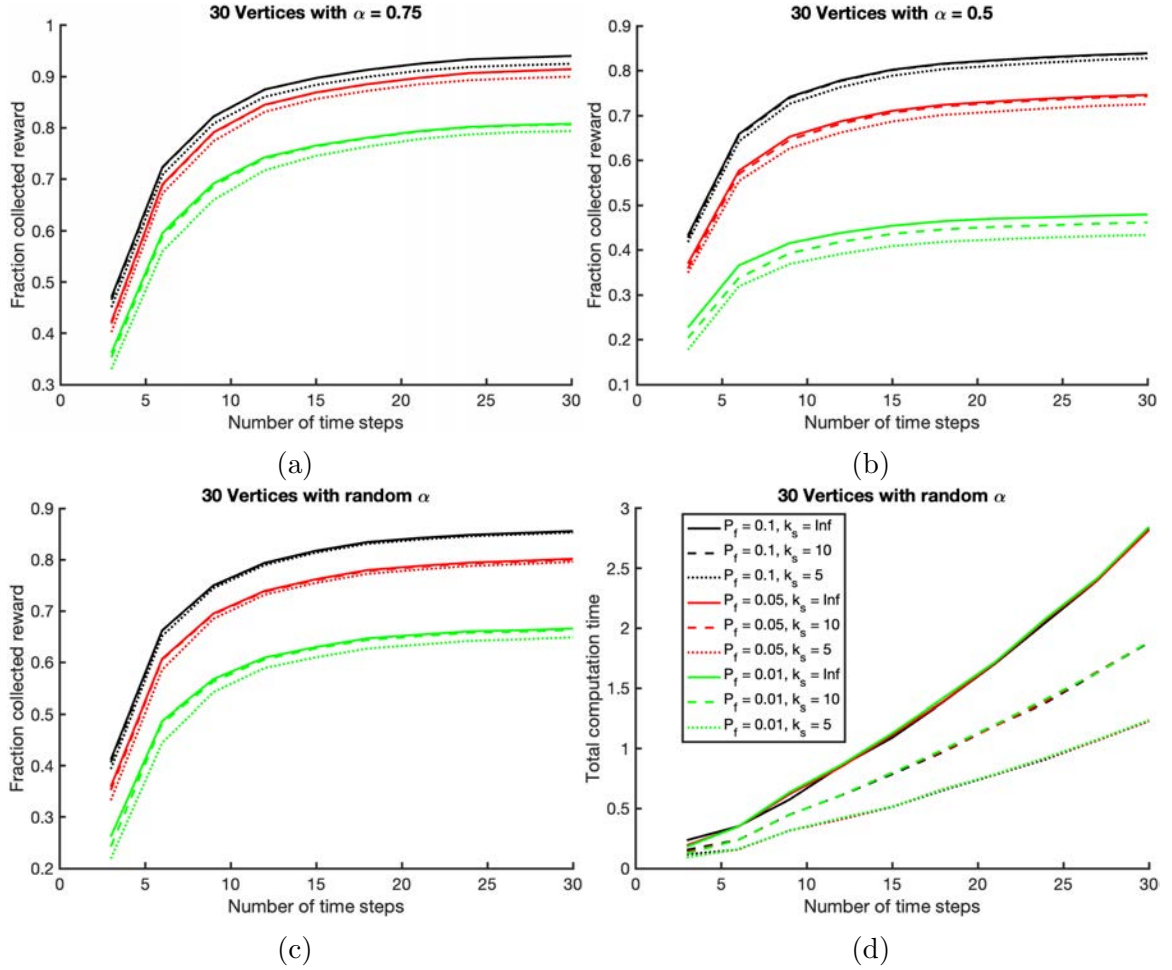 30 Vertices with α = 0.75
1
0.9
0.8
0.7
0.6
0.5
0.4
0.3
Fraction collected reward
0 5 10 15 20 25 30
Number of time steps
(a)
30 Vertices with α = 0.5
0.9
0.8
0.7
0.6
0.5
0.4
0.3
0.2
0.1
Fraction collected reward
0 5 10 15 20 25 30
Number of time steps
(b)
30 Vertices with random α
0.9
0.8
0.7
0.6
0.5
0.4
0.3
0.2
Fraction collected reward
0 5 10 15 20 25 30
Number of time steps
(c)
30 Vertices with random α
3
2.5
2
1.5
1
0.5
0
Total computation time
P_f = 0.1, k_s = Inf
P_f = 0.1, k_s = 10
P_f = 0.1, k_s = 5
P_f = 0.05, k_s = Inf
P_f = 0.05, k_s = 10
P_f = 0.05, k_s = 5
P_f = 0.01, k_s = Inf
P_f = 0.01, k_s = 10
P_f = 0.01, k_s = 5
0 5 10 15 20 25 30
Number of time steps
(d)